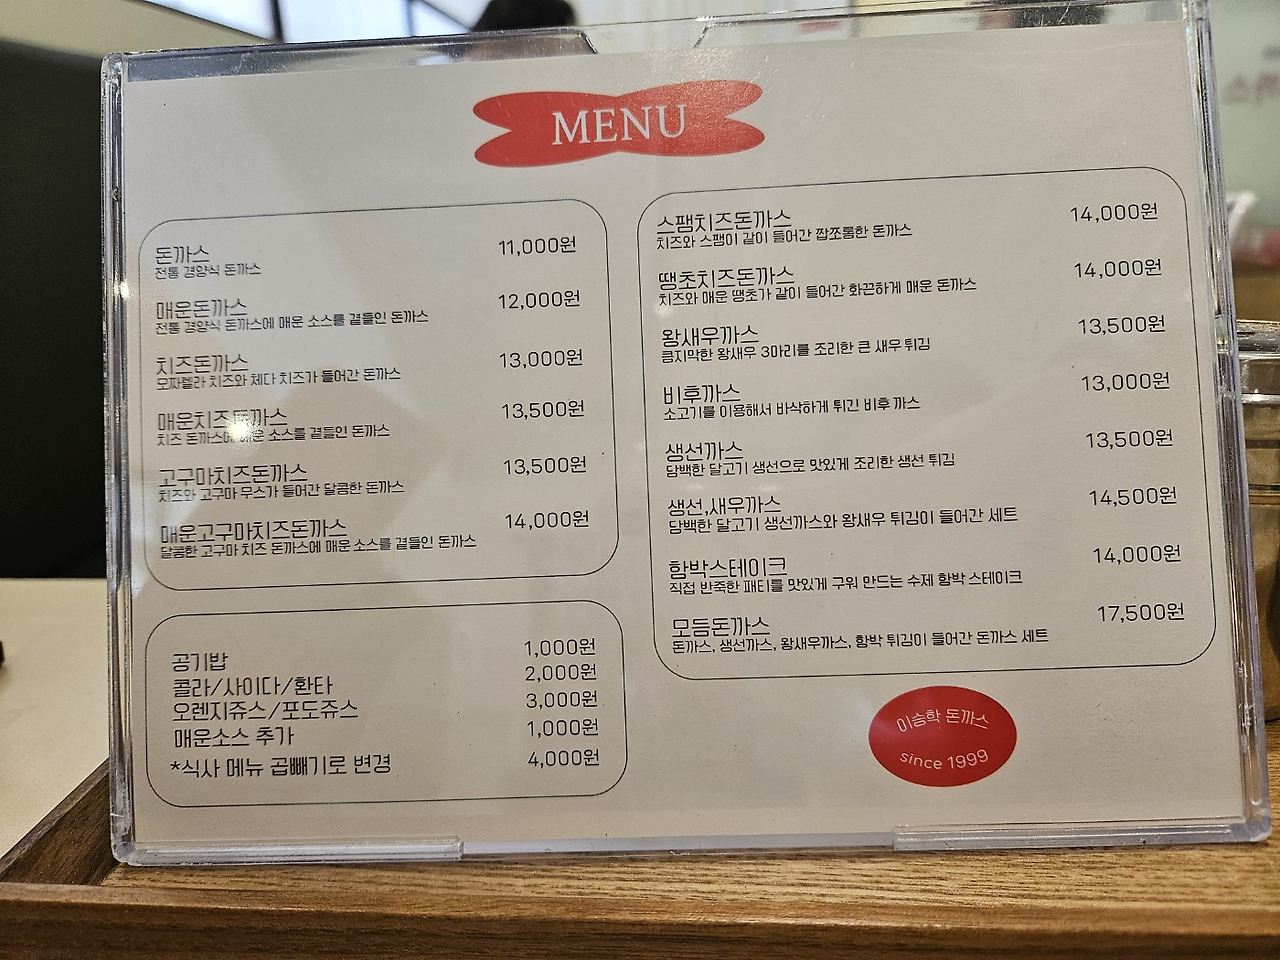 MENU
돈까스 11,000원
전통 경양식 돈까스
매운돈까스 12,000원
전통 경양식 돈까스에 매운 소스를 곁들인 돈까스
치즈돈까스 13,000원
모짜렐라 치즈와 체다 치즈가 들어간 돈까스
매운치즈돈까스 13,500원
치즈 돈까스에 매운 소스를 곁들인 돈까스
고구마치즈돈까스 13,500원
치즈와 고구마 무스가 들어간 달콤한 돈까스
매운고구마치즈돈까스 14,000원
달콤한 고구마 치즈 돈까스에 매운 소스를 곁들인 돈까스
공기밥 1,000원
콜라/사이다/환타 2,000원
오렌지쥬스/포도쥬스 3,000원
매운소스 추가 1,000원
*식사 메뉴 곱빼기로 변경 4,000원
스팸치즈돈까스 14,000원
치즈와 스팸이 같이 들어간 짭쪼롬한 돈까스
땡초치즈돈까스 14,000원
치즈와 매운 땡초가 같이 들어간 화끈하게 매운 돈까스
왕새우까스 13,500원
큼지막한 왕새우 3마리를 조리한 큰 새우 튀김
비후까스 13,000원
소고기를 이용해서 바삭하게 튀긴 비후 까스
생선까스 13,500원
담백한 달고기 생선으로 맛있게 조리한 생선 튀김
생선,새우까스 14,500원
담백한 달고기 생선까스와 왕새우 튀김이 들어간 세트
함박스테이크 14,000원
직접 반죽한 패티를 맛있게 구워 만드는 수제 함박 스테이크
모듬돈까스 17,500원
돈까스, 생선까스, 왕새우까스, 함박 튀김이 들어간 돈까스 세트
이승학 돈까스
since 1999